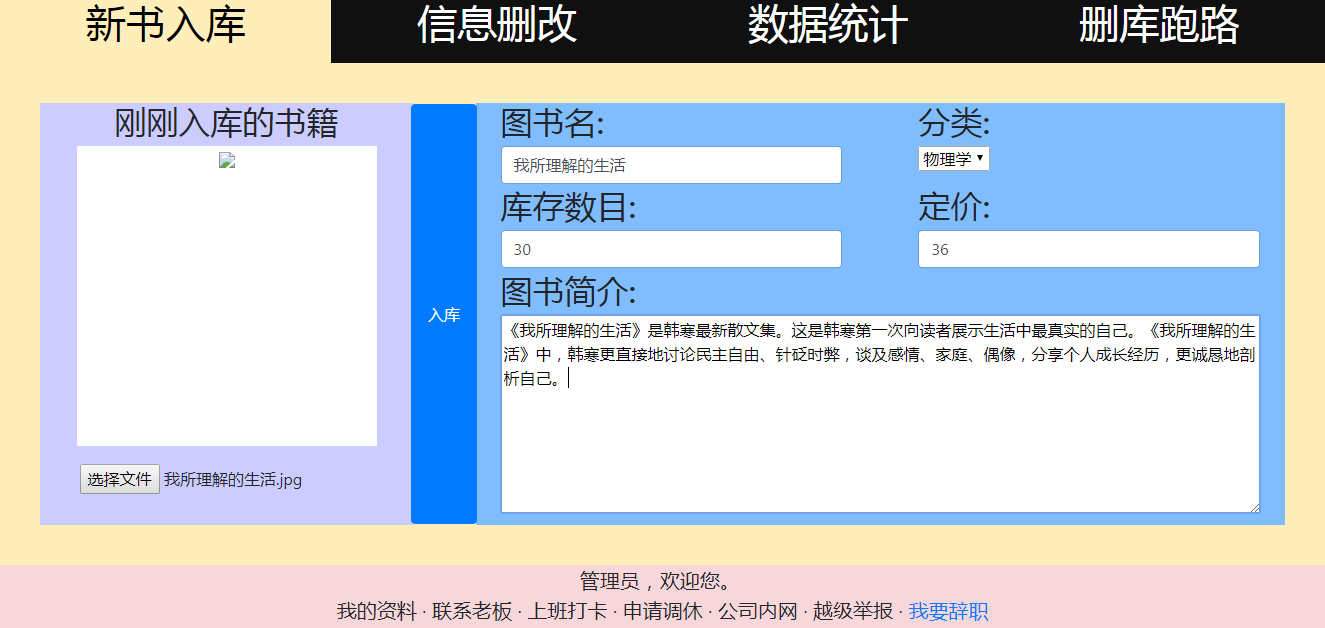 新书入库 信息删改 数据统计 删库跑路
刚刚入库的书籍
选择文件 我所理解的生活.jpg
入库
图书名: 分类:
我所理解的生活 物理学
库存数目: 定价:
30 36
图书简介:
《我所理解的生活》是韩寒最新散文集。这是韩寒第一次向读者展示生活中最真实的自己。《我所理解的生
活》中，韩寒更直接地讨论民主自由、针砭时弊，谈及感情、家庭、偶像，分享个人成长经历，更诚恳地剖
析自己。
管理员，欢迎您。
我的资料 · 联系老板 · 上班打卡 · 申请调休 · 公司内网 · 越级举报 · 我要辞职